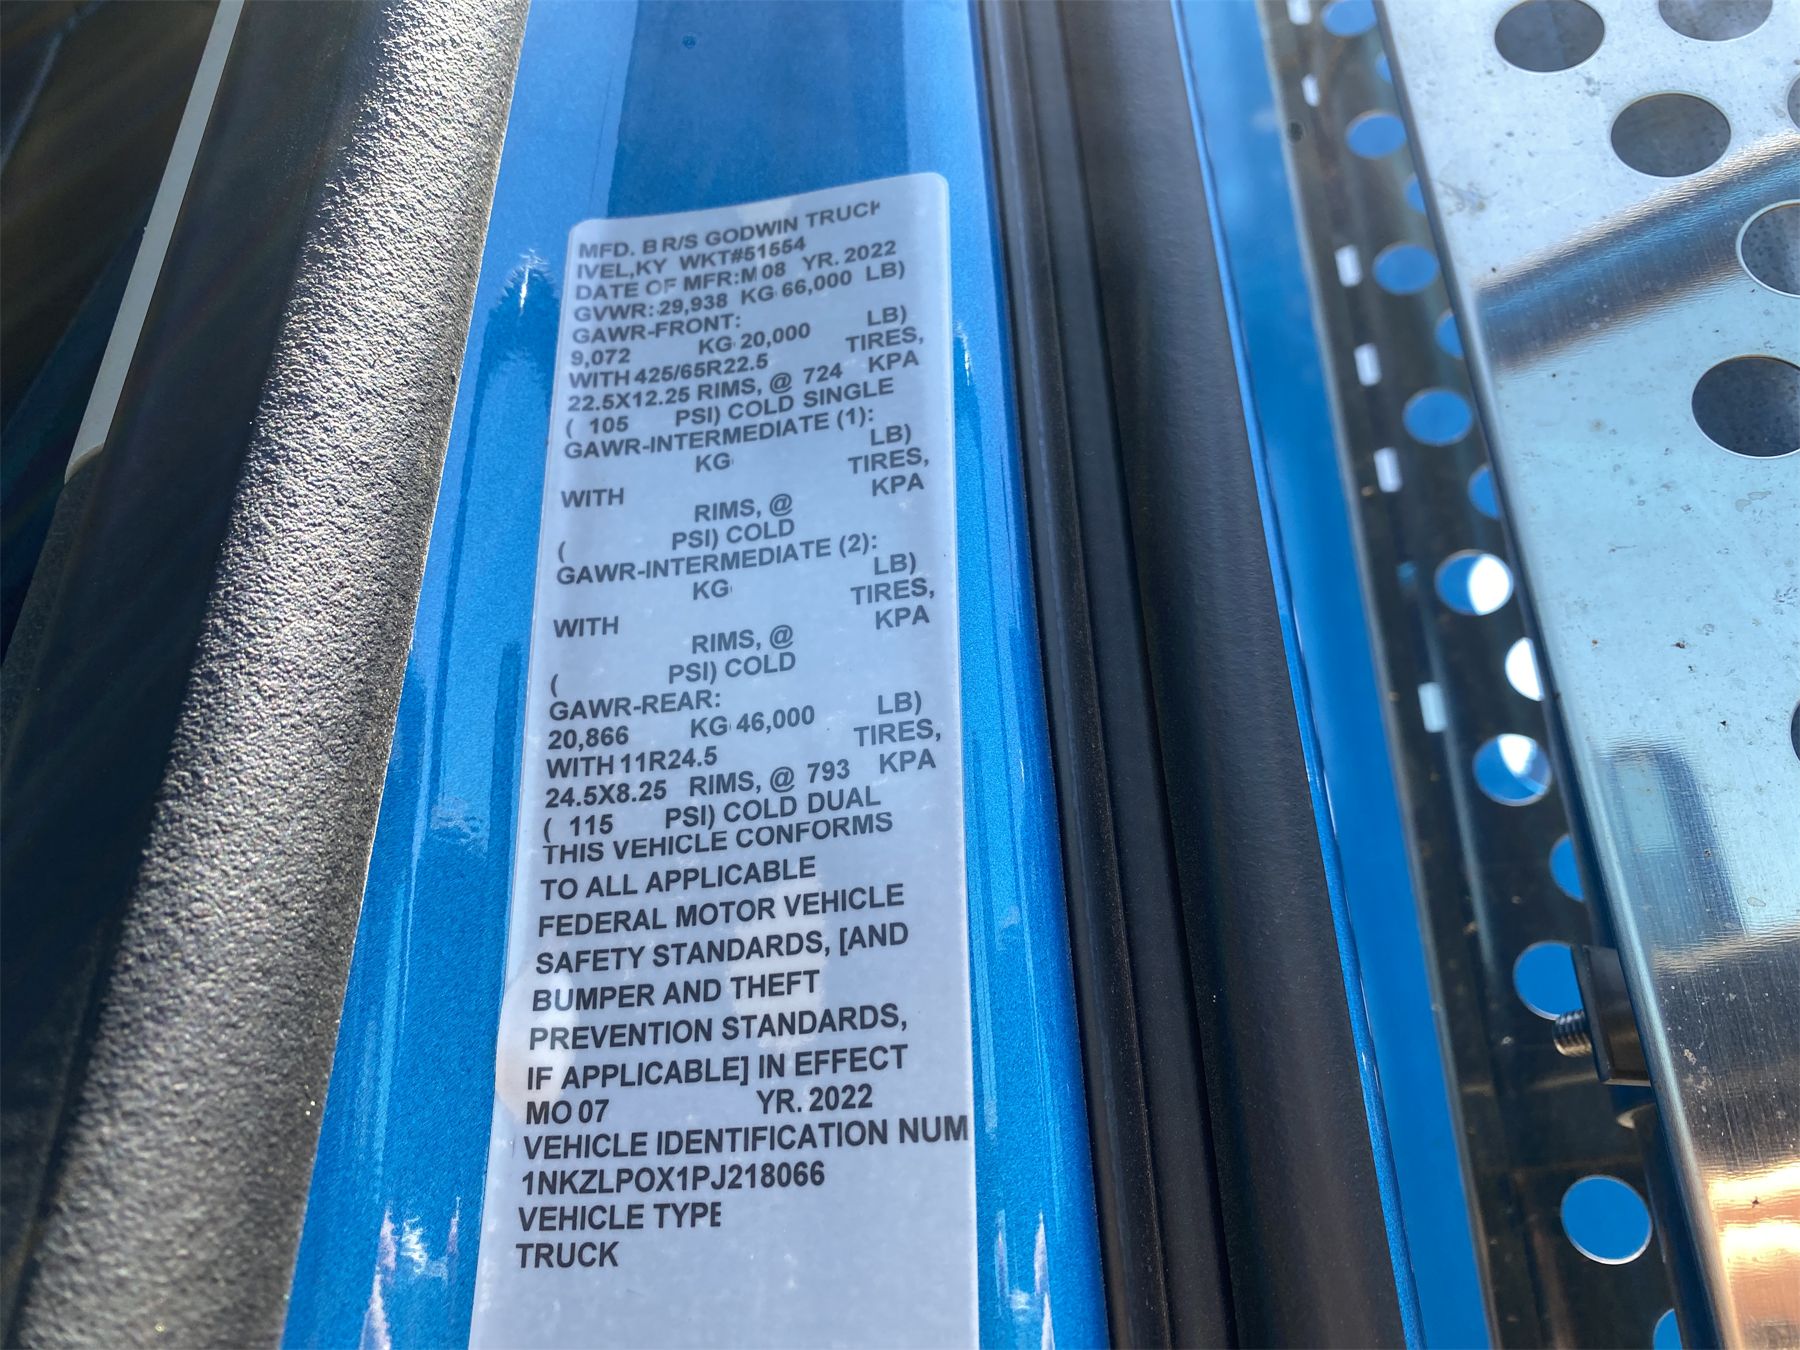 MFD. B R/S GODWIN TRUCK
IVEL,KY WKT#51554
DATE OF MFR:M 08 YR. 2022
GVWR: 29,938 KG 66,000 LB)
GAWR-FRONT: LB)
9,072 KG 20,000 TIRES,
WITH 425/65R22.5 KPA
22.5X12.25 RIMS, @ 724
( 105 PSI) COLD SINGLE
GAWR-INTERMEDIATE (1):
KG LB)
TIRES,
WITH KPA
RIMS, @
( PSI) COLD
GAWR-INTERMEDIATE (2):
KG LB)
TIRES,
WITH KPA
RIMS, @
( PSI) COLD
GAWR-REAR:
20,866 KG 46,000 LB)
WITH 11R24.5 TIRES,
24.5X8.25 RIMS, @ 793 KPA
( 115 PSI) COLD DUAL
THIS VEHICLE CONFORMS
TO ALL APPLICABLE
FEDERAL MOTOR VEHICLE
SAFETY STANDARDS, [AND
BUMPER AND THEFT
PREVENTION STANDARDS,
IF APPLICABLE] IN EFFECT
MO 07 YR. 2022
VEHICLE IDENTIFICATION NUM
1NKZLPOX1PJ218066
VEHICLE TYPE
TRUCK